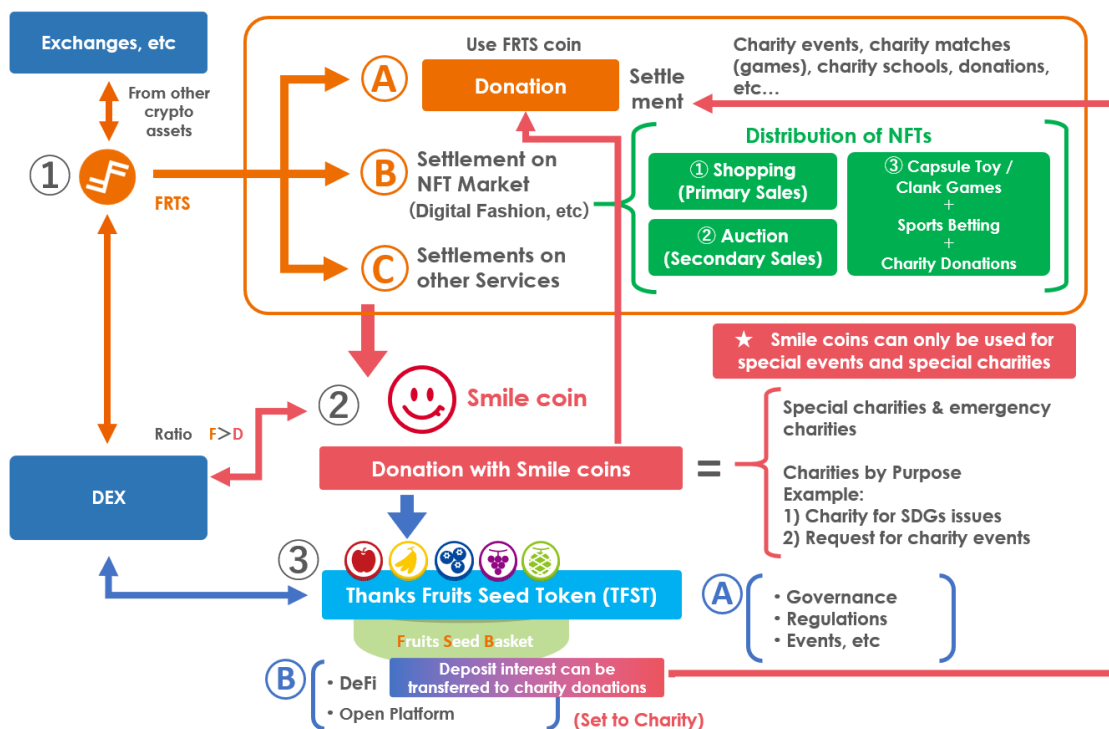 Exchanges, etc
From other
crypto
assets
①
FRTS
Use FRTS coin
A
Donation
Settle
ment
Charity events, charity matches
(games), charity schools, donations,
etc…
B
Settlement on
NFT Market
(Digital Fashion, etc)
Distribution of NFTs
① Shopping
(Primary Sales)
② Auction
(Secondary Sales)
③ Capsule Toy /
Clank Games
+
Sports Betting
+
Charity Donations
C
Settlements on
other Services
★ Smile coins can only be used for
special events and special charities
②
Smile coin
Ratio F>D
DEX
Donation with Smile coins
=
Special charities & emergency
charities
Charities by Purpose
Example:
1) Charity for SDGs issues
2) Request for charity events
③
Thanks Fruits Seed Token (TFST)
Fruits Seed Basket
A
・Governance
・Regulations
・Events, etc
B
・DeFi
・Open Platform
Deposit interest can be
transferred to charity donations
(Set to Charity)